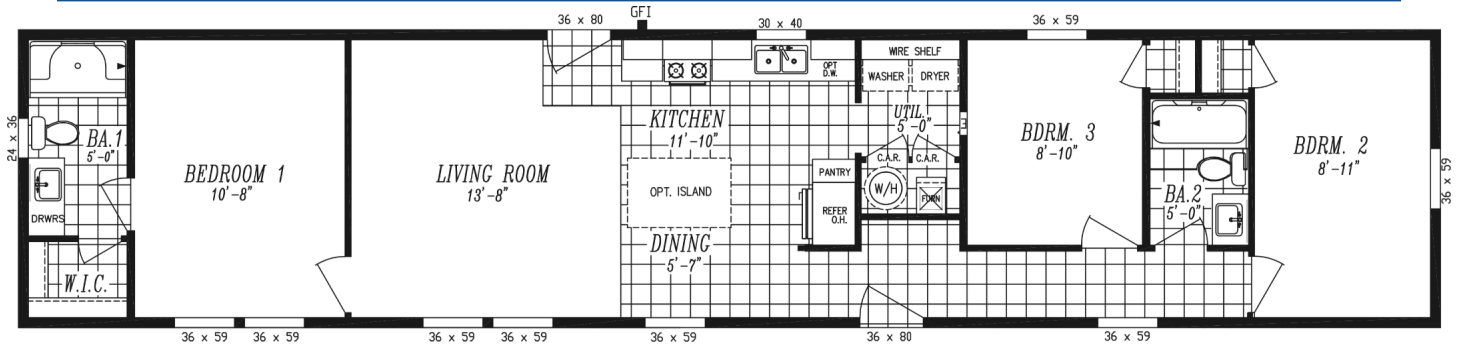 GFI
36 x 80
30 x 40
36 x 59
WIRE SHELF
OPT
D.W.
WASHER
DRYER
24 x 36
BA.1
5'-0"
BEDROOM 1
10'-8"
LIVING ROOM
13'-8"
KITCHEN
11'-10"
UTIL.
5'-0"
BDRM. 3
8'-10"
BDRM. 2
8'-11"
C.A.R.
C.A.R.
OPT. ISLAND
PANTRY
W/H
FURN
REFER
O.H.
BA.2
5'-0"
36 x 59
DRWRS
DINING
5'-7"
W.I.C.
36 x 59
36 x 59
36 x 59
36 x 59
36 x 59
36 x 80
36 x 59